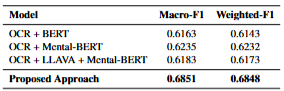 Model Macro-F1 Weighted-F1
OCR + BERT 0.6163 0.6143
OCR + Mental-BERT 0.6235 0.6232
OCR + LLAVA + Mental-BERT 0.6183 0.6173
Proposed Approach 0.6851 0.6848